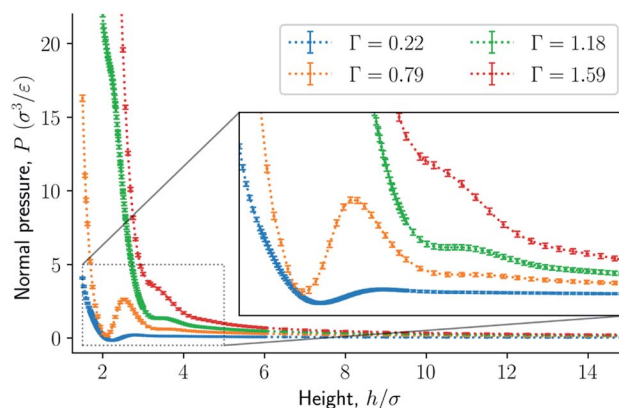 Γ = 0.22
Γ = 1.18
Γ = 0.79
Γ = 1.59
20
15
10
5
0
Normal pressure, P (σ³/ε)
2
4
6
8
10
12
14
Height, h/σ